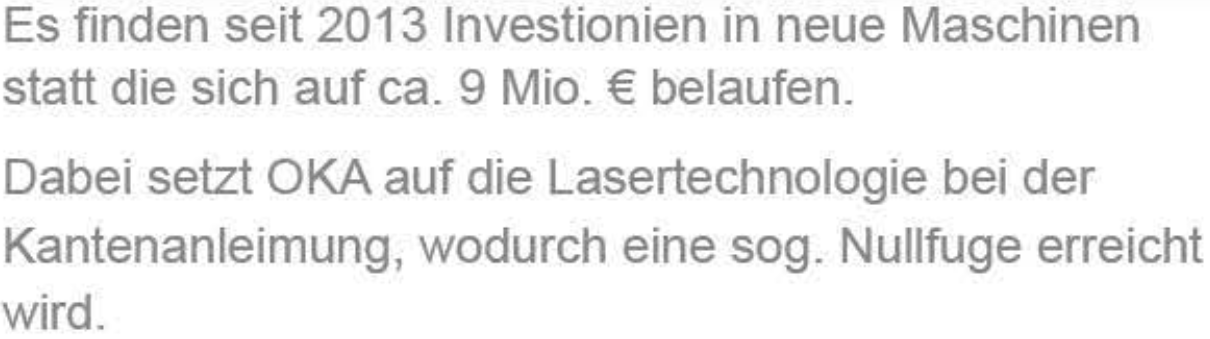 Es finden seit 2013 Investionien in neue Maschinen
statt die sich auf ca. 9 Mio. € belaufen.
Dabei setzt OKA auf die Lasertechnologie bei der
Kantenanleimung, wodurch eine sog. Nullfuge erreicht
wird.